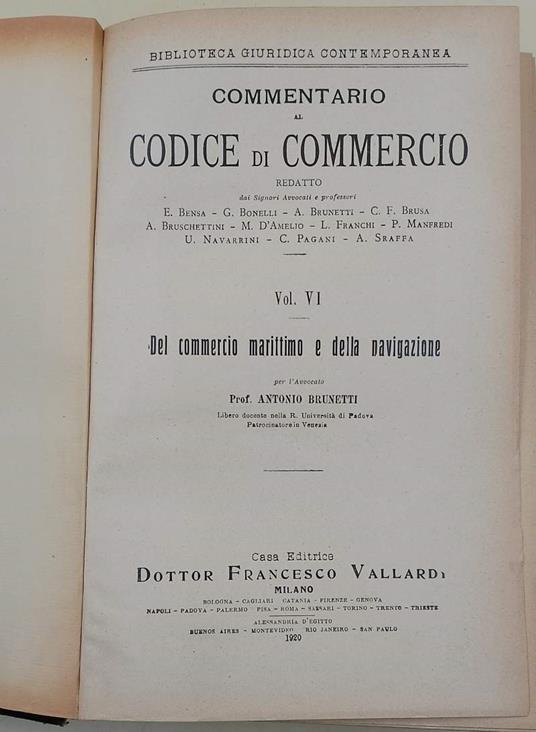 BIBLIOTECA GIURIDICA CONTEMPORANEA
COMMENTARIO
AL
CODICE DI COMMERCIO
REDATTO
dai Signori Avvocati e professori
E. BENSA - G. BONELLI - A. BRUNETTI - C. F. BRUSA
A. BRUSCHETTINI - M. D'AMELIO - L. FRANCHI - P. MANFREDI
U. NAVARRINI - C. PAGANI - A. SRAFFA
Vol. VI
Del commercio marittimo e della navigazione
per l'Avvocato
Prof. ANTONIO BRUNETTI
Libero docente nella R. Università di Padova
Patrocinatore in Venezia
Casa Editrice
DOTTOR FRANCESCO VALLARDI
MILANO
BOLOGNA - CAGLIARI CATANIA - FIRENZE - GENOVA
NAPOLI - PADOVA - PALERMO PISA - ROMA - SASSARI - TORINO - TRENTO - TRIESTE
ALESSANDRIA D'EGITTO
BUENOS AIRES - MONTEVIDEO RIO JANEIRO - SAN PAULO
1920